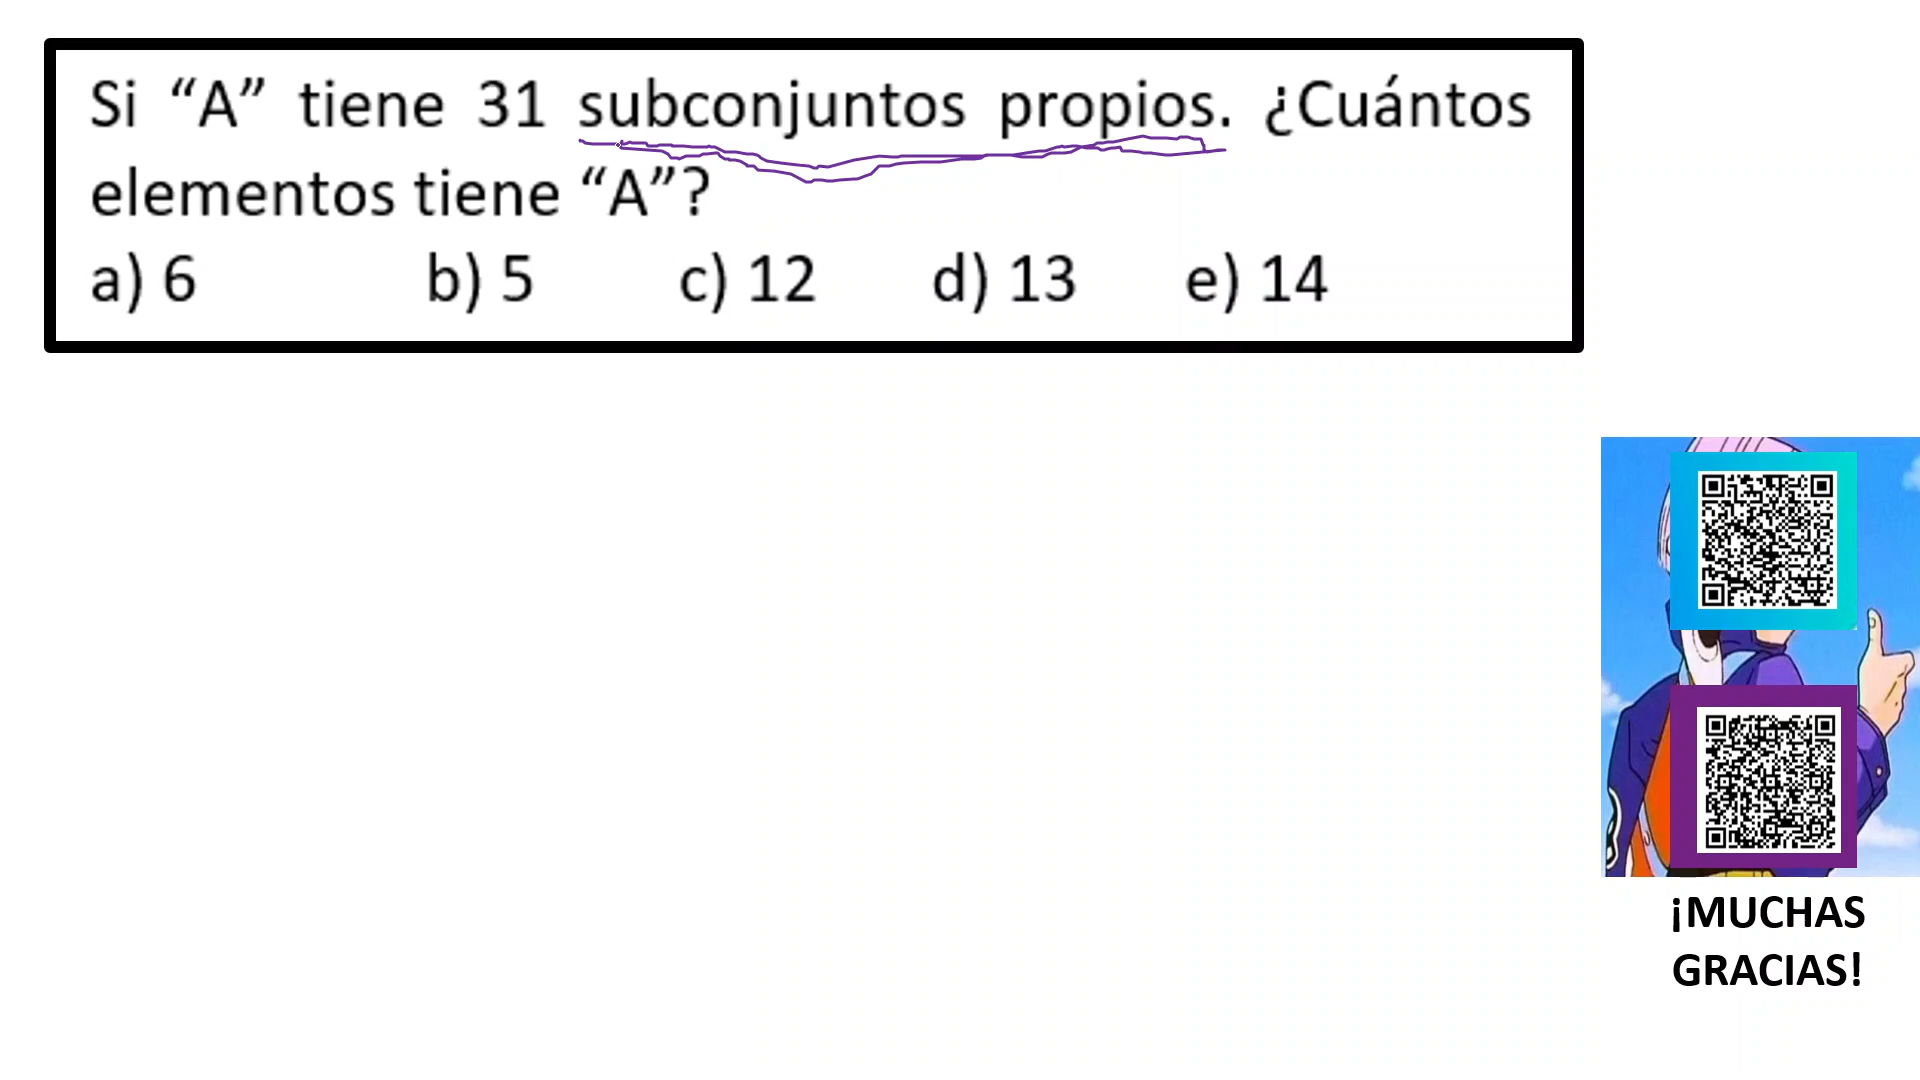 Si “A” tiene 31 subconjuntos propios. ¿Cuántos
elementos tiene “A”?
a) 6 b) 5 c) 12 d) 13 e) 14
¡MUCHAS
GRACIAS!